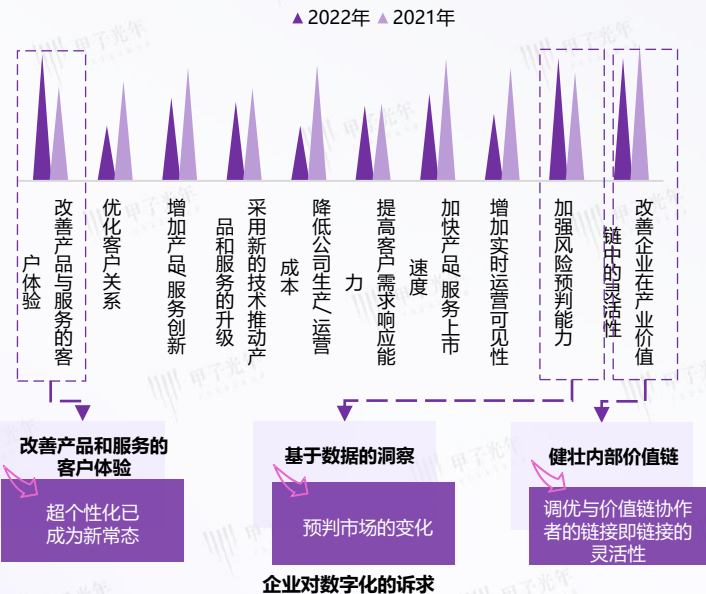 ▲2022年 ▲2021年
改善产品与服务的客
户体验
优化客户关系
增加产品/服务创新
采用新的技术推动产
品和服务的升级
降低公司生产/运营
成本
提高客户需求响应能
力
加快产品/服务上市
速度
增加实时运营可见性
加强风险预判能力
改善企业在产业价值
链中的灵活性
改善产品和服务的
客户体验
超个性化已
成为新常态
基于数据的洞察
预判市场的变化
健壮内部价值链
调优与价值链协作
者的链接即链接的
灵活性
企业对数字化的诉求
甲子光年